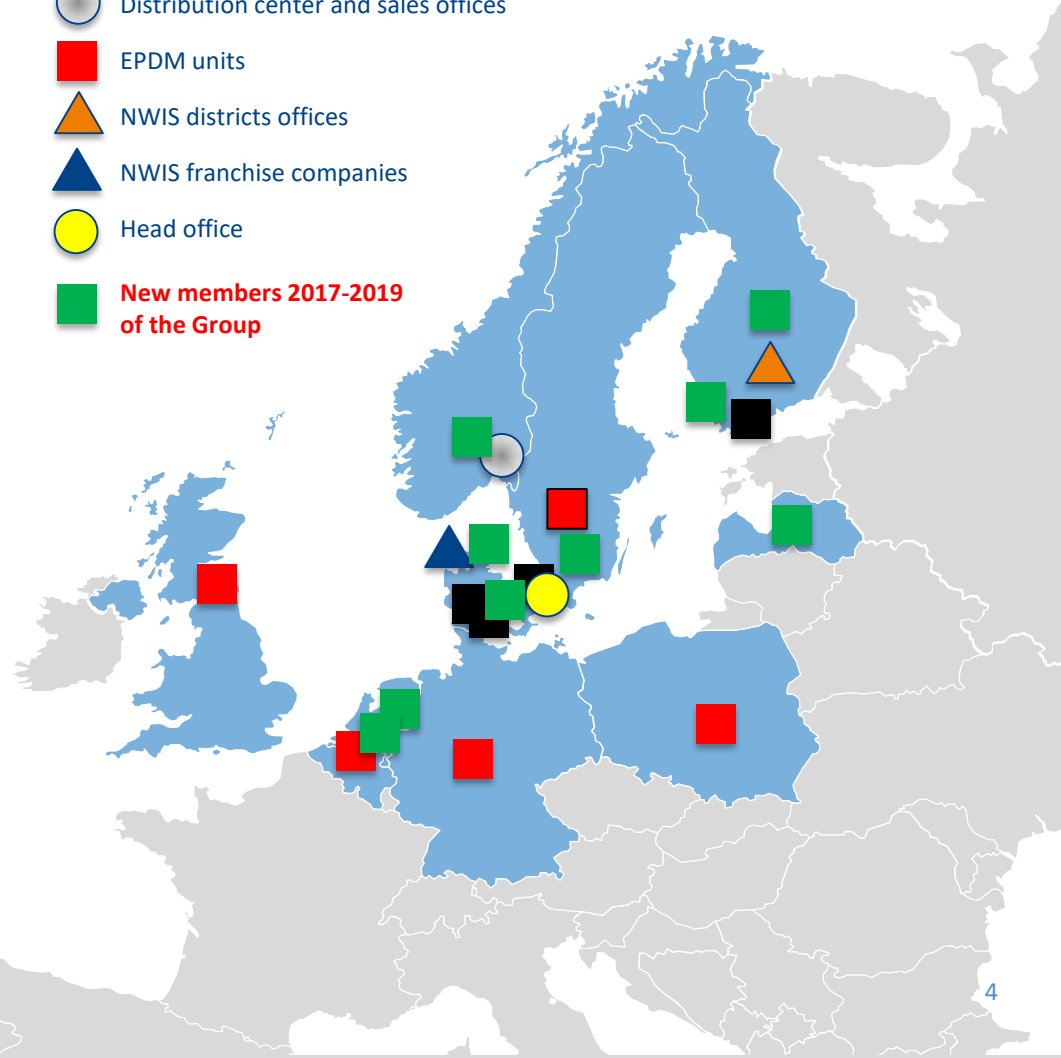 Distribution center and sales offices
EPDM units
NWIS districts offices
NWIS franchise companies
Head office
New members 2017-2019
of the Group
4